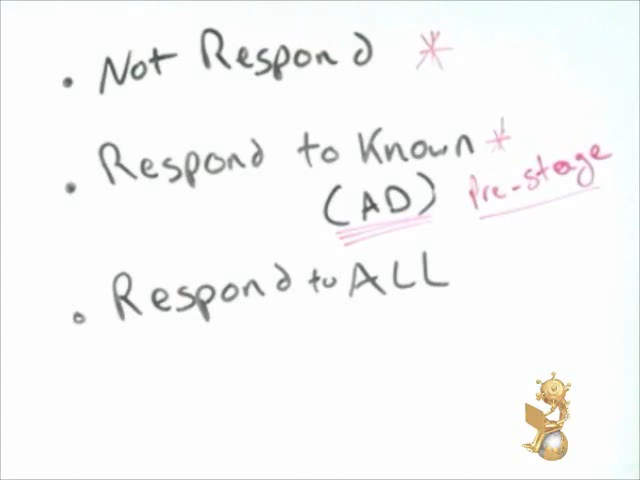 • Not Respond *
• Respond to Known *
(AD) Pre-stage
• Respond to ALL